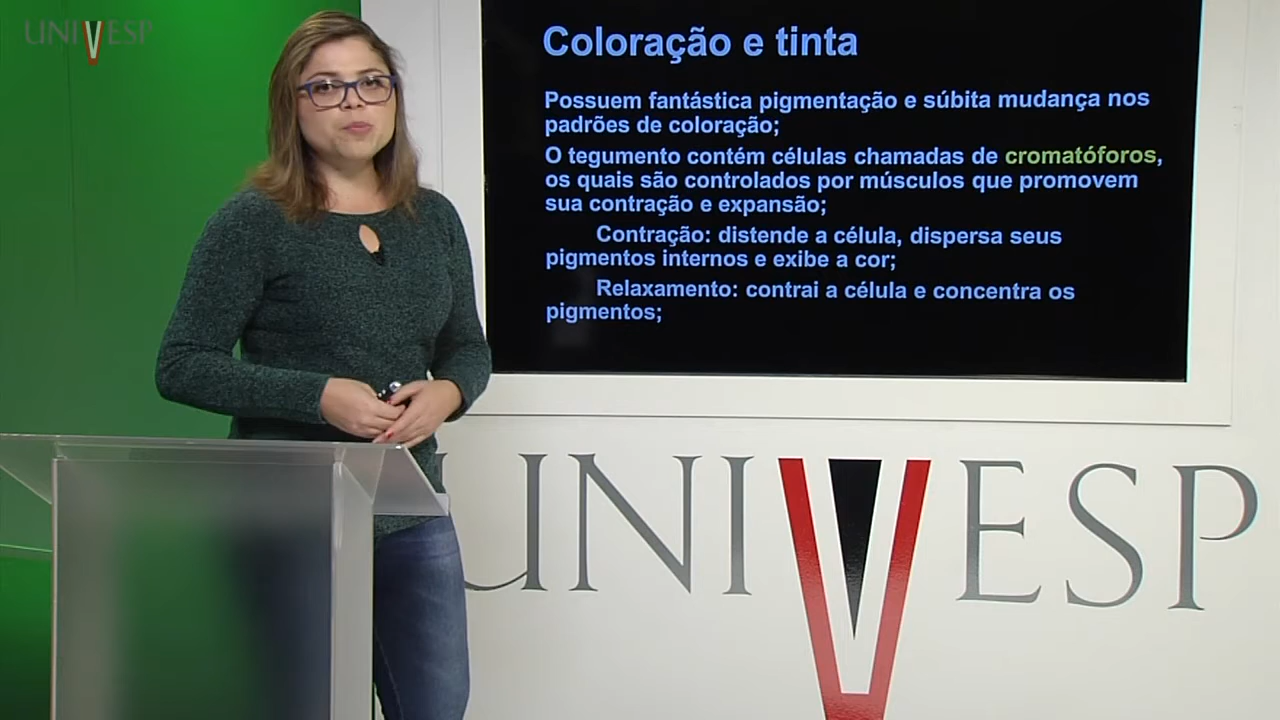 UNIVESP
Coloração e tinta
Possuem fantástica pigmentação e súbita mudança nos
padrões de coloração;
O tegumento contém células chamadas de cromatóforos,
os quais são controlados por músculos que promovem
sua contração e expansão;
Contração: distende a célula, dispersa seus
pigmentos internos e exibe a cor;
Relaxamento: contrai a célula e concentra os
pigmentos;
UNIVESP